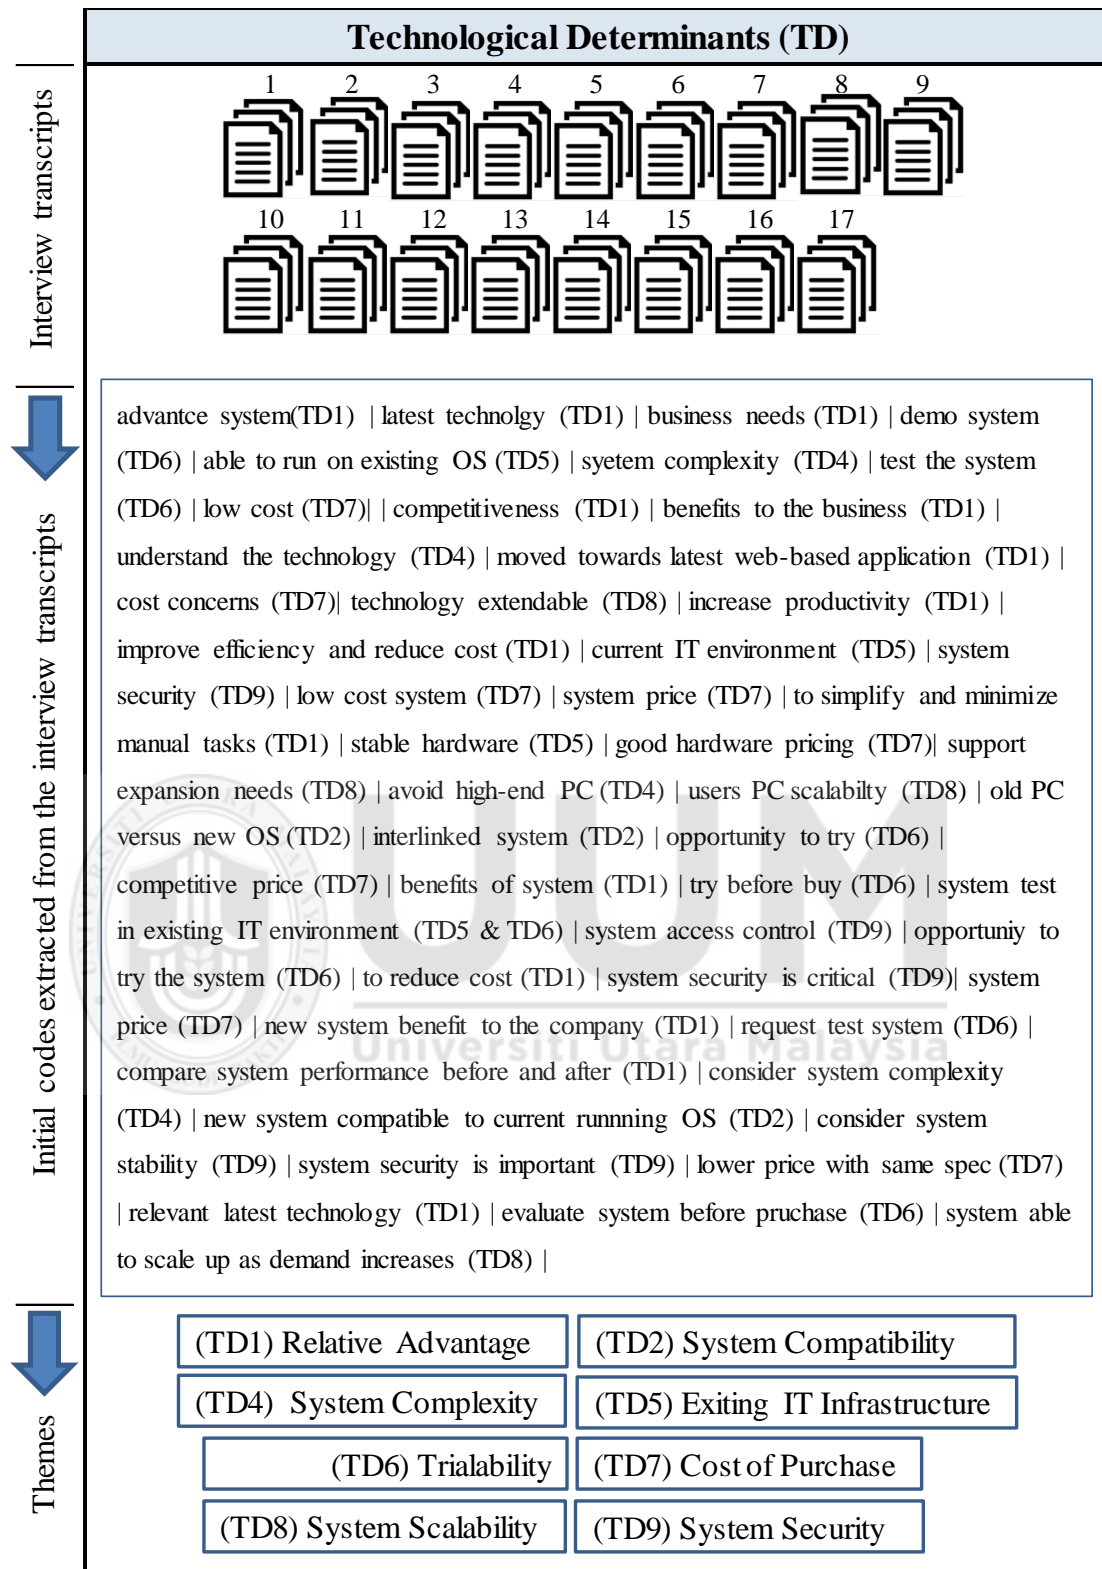 Technological Determinants (TD)
Interview transcripts
1 2 3 4 5 6 7 8 9
10 11 12 13 14 15 16 17
Initial codes extracted from the interview transcripts
advantce system(TD1) | latest technolgy (TD1) | business needs (TD1) | demo system
(TD6) | able to run on existing OS (TD5) | syetem complexity (TD4) | test the system
(TD6) | low cost (TD7)| | competitiveness (TD1) | benefits to the business (TD1) |
understand the technology (TD4) | moved towards latest web-based application (TD1) |
cost concerns (TD7)| technology extendable (TD8) | increase productivity (TD1) |
improve efficiency and reduce cost (TD1) | current IT environment (TD5) | system
security (TD9) | low cost system (TD7) | system price (TD7) | to simplify and minimize
manual tasks (TD1) | stable hardware (TD5) | good hardware pricing (TD7)| support
expansion needs (TD8) | avoid high-end PC (TD4) | users PC scalabilty (TD8) | old PC
versus new OS (TD2) | interlinked system (TD2) | opportunity to try (TD6) |
competitive price (TD7) | benefits of system (TD1) | try before buy (TD6) | system test
in existing IT environment (TD5 & TD6) | system access control (TD9) | opportuniy to
try the system (TD6) | to reduce cost (TD1) | system security is critical (TD9)| system
price (TD7) | new system benefit to the company (TD1) | request test system (TD6) |
compare system performance before and after (TD1) | consider system complexity
(TD4) | new system compatible to current runnning OS (TD2) | consider system
stability (TD9) | system security is important (TD9) | lower price with same spec (TD7)
| relevant latest technology (TD1) | evaluate system before pruchase (TD6) | system able
to scale up as demand increases (TD8) |
UUM
Universiti Utara Malaysia
Themes
(TD1) Relative Advantage
(TD2) System Compatibility
(TD4) System Complexity
(TD5) Exiting IT Infrastructure
(TD6) Trialability
(TD7) Cost of Purchase
(TD8) System Scalability
(TD9) System Security